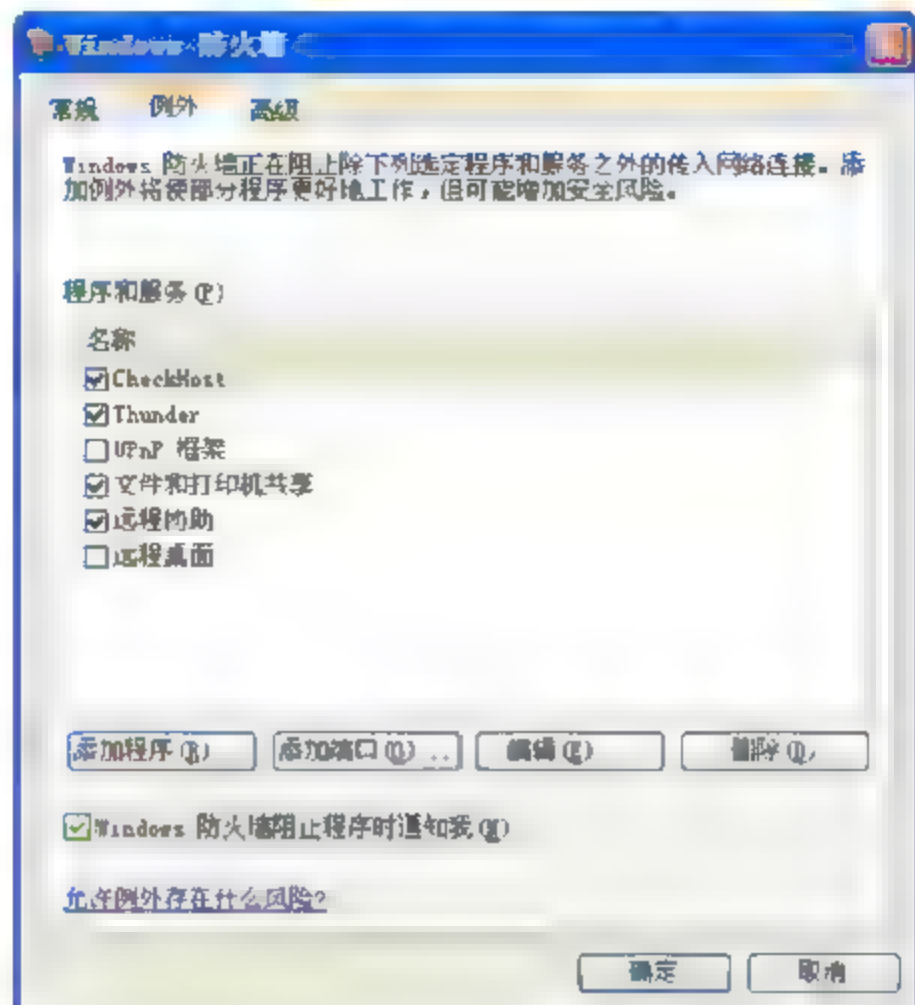 Windows 防火墙
常规 例外 高级
Windows 防火墙正在阻止除下列选定程序和服务之外的传入网络连接。添
加例外将使部分程序更好地工作，但可能增加安全风险。
程序和服务(P)
名称
CheckHost
Thunder
UPnP 框架
文件和打印机共享
远程协助
远程桌面
添加程序(R) 添加端口(O)... 编辑(E) 删除(D)
Windows 防火墙阻止程序时通知我(N)
允许例外存在什么风险?
确定 取消